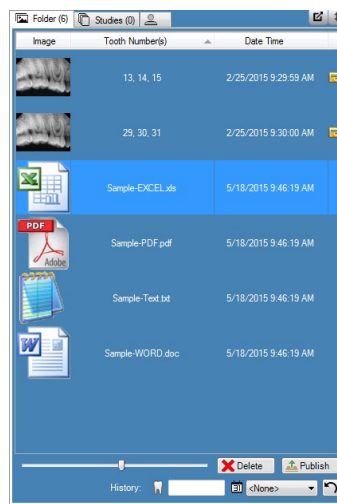 Folder (6) Studies (0)
Image Tooth Number(s) Date Time
13, 14, 15 2/25/2015 9:29:59 AM
29, 30, 31 2/25/2015 9:30:00 AM
Sample-EXCEL.xls 5/18/2015 9:46:19 AM
PDF
Adobe
Sample-PDF.pdf 5/18/2015 9:46:19 AM
Sample-Text.txt 5/18/2015 9:46:19 AM
W
Sample-WORD.doc 5/18/2015 9:46:19 AM
Delete Publish
History: <None>